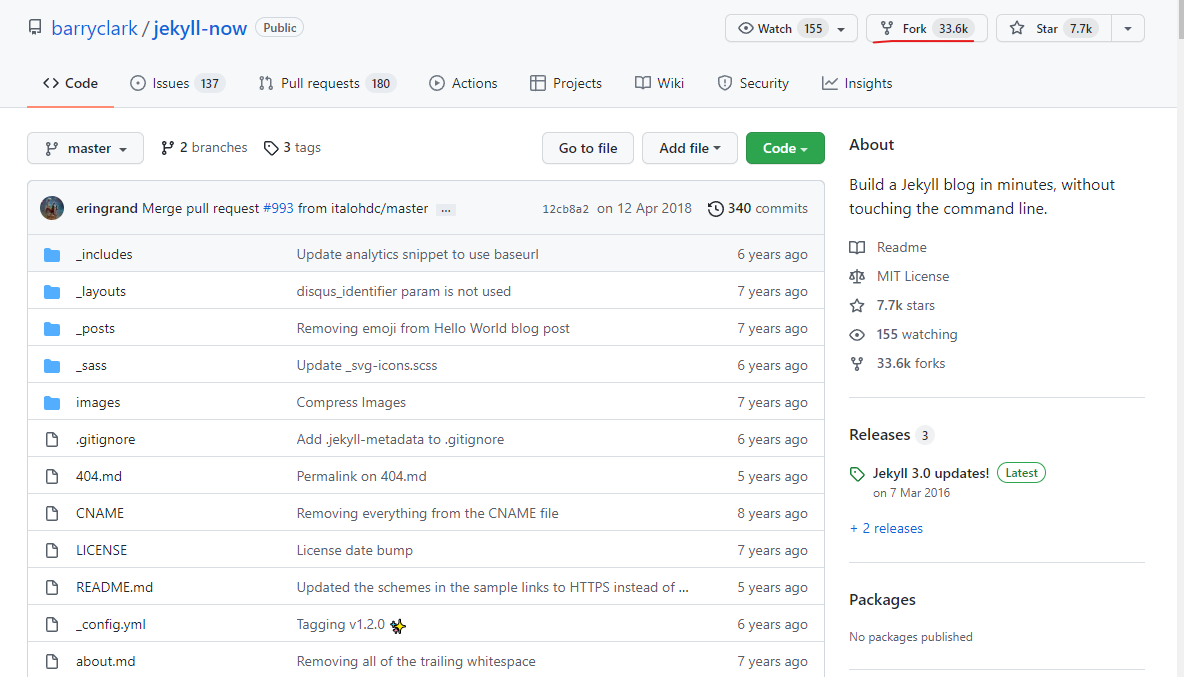 barryclark / jekyll-now Public
Watch 155 Fork 33.6k Star 7.7k
Code Issues 137 Pull requests 180 Actions Projects Wiki Security Insights
master 2 branches 3 tags Go to file Add file Code
eringrand Merge pull request #993 from italohdc/master ... 12cb8a2 on 12 Apr 2018 340 commits
_includes Update analytics snippet to use baseurl 6 years ago
_layouts disqus_identifier param is not used 7 years ago
_posts Removing emoji from Hello World blog post 7 years ago
_sass Update _svg-icons.scss 6 years ago
images Compress Images 7 years ago
.gitignore Add .jekyll-metadata to .gitignore 6 years ago
404.md Permalink on 404.md 5 years ago
CNAME Removing everything from the CNAME file 8 years ago
LICENSE License date bump 7 years ago
README.md Updated the schemes in the sample links to HTTPS instead of ... 5 years ago
_config.yml Tagging v1.2.0 ✨ 6 years ago
about.md Removing all of the trailing whitespace 7 years ago
About
Build a Jekyll blog in minutes, without
touching the command line.
Readme
MIT License
7.7k stars
155 watching
33.6k forks
Releases 3
Jekyll 3.0 updates! Latest
on 7 Mar 2016
+ 2 releases
Packages
No packages published